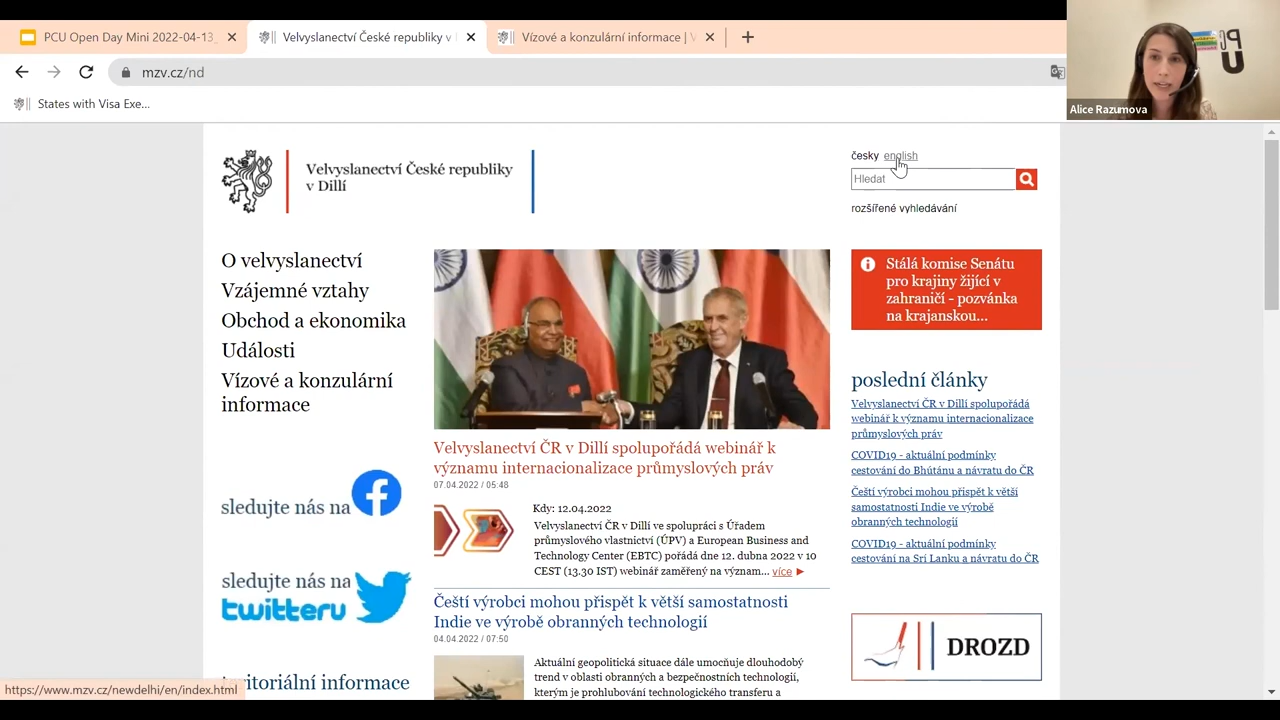 PCU Open Day Mini 2022-04-13_
Velvyslanectví České republiky v
Vízové a konzulární informace | V
mzv.cz/nd
States with Visa Exe...
PCU
Alice Razumova
Velvyslanectví České republiky
v Dillí
česky english
Hledat
rozšířené vyhledávání
O velvyslanectví
Vzájemné vztahy
Obchod a ekonomika
Události
Vízové a konzulární
informace
sledujte nás na
sledujte nás na
twitteru
teritoriální informace
Velvyslanectví ČR v Dillí spolupořádá webinář k
významu internacionalizace průmyslových práv
07.04.2022 / 05:48
Kdy: 12.04.2022
Velvyslanectví ČR v Dillí ve spolupráci s Úřadem
průmyslového vlastnictví (ÚPV) a European Business and
Technology Center (EBTC) pořádá dne 12. dubna 2022 v 10
CEST (13.30 IST) webinář zaměřený na význam... více
Čeští výrobci mohou přispět k větší samostatnosti
Indie ve výrobě obranných technologií
04.04.2022 / 07:50
Aktuální geopolitická situace dále umocňuje dlouhodobý
trend v oblasti obranných a bezpečnostních technologií,
kterým je prohlubování technologického transferu a
Stálá komise Senátu
pro krajiny žijící v
zahraničí - pozvánka
na krajanskou...
poslední články
Velvyslanectví ČR v Dillí spolupořádá
webinář k významu internacionalizace
průmyslových práv
COVID19 - aktuální podmínky
cestování do Bhútánu a návratu do ČR
Čeští výrobci mohou přispět k větší
samostatnosti Indie ve výrobě
obranných technologií
COVID19 - aktuální podmínky
cestování na Srí Lanku a návratu do ČR
DROZD
https://www.mzv.cz/newdelhi/en/index.html